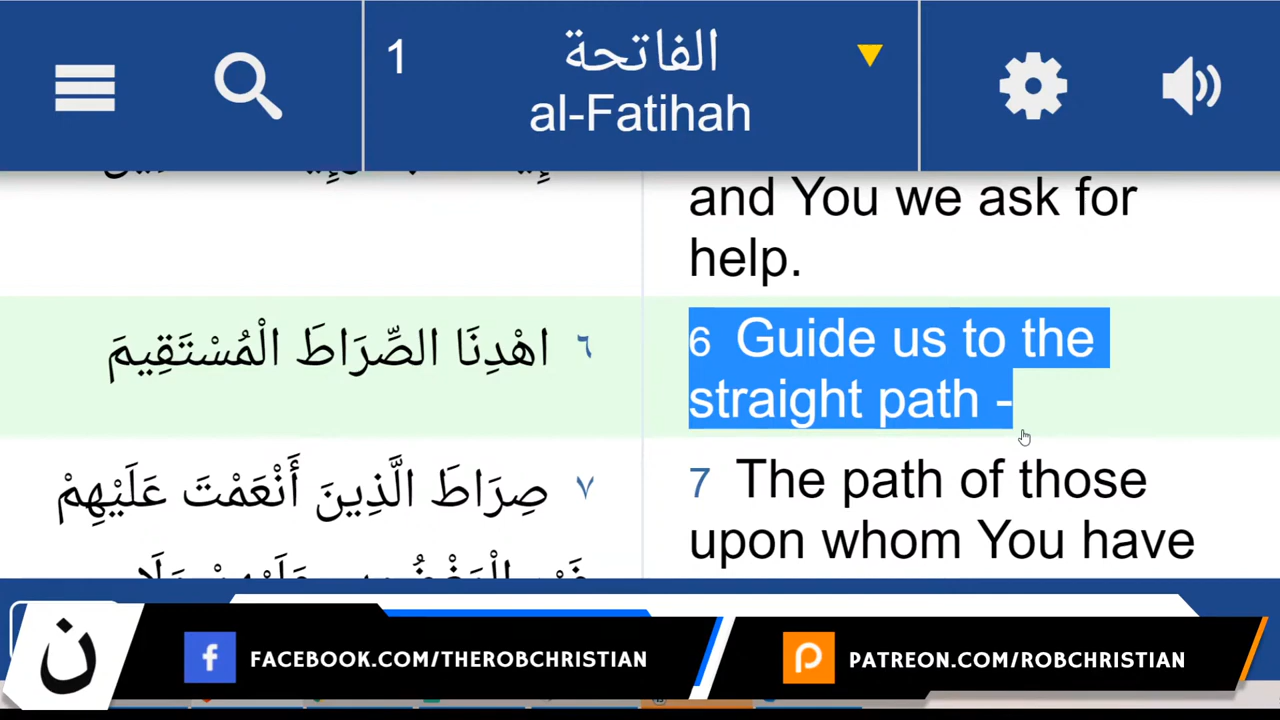 1
الفاتحة
al-Fatihah
and You we ask for
help.
٦ اهْدِنَا الصِّرَاطَ الْمُسْتَقِيمَ
6 Guide us to the
straight path -
٧ صِرَاطَ الَّذِينَ أَنْعَمْتَ عَلَيْهِمْ
7 The path of those
upon whom You have
ن
FACEBOOK.COM/THEROBCHRISTIAN
PATREON.COM/ROBCHRISTIAN